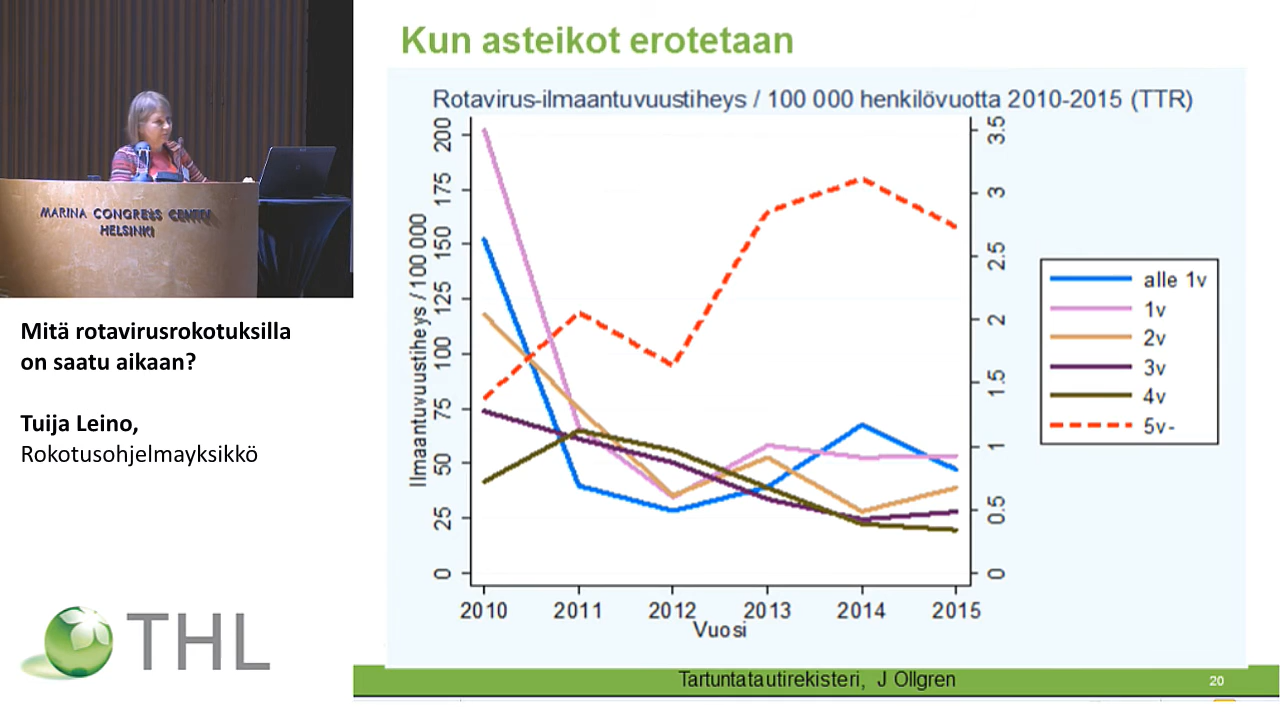 Kun asteikot erotetaan
MARINA CONGRESS CENTER
HELSINKI
Mitä rotavirusrokotuksilla
on saatu aikaan?
Tuija Leino,
Rokotusohjelmayksikkö
THL
Rotavirus-ilmaantuvuustiheys / 100 000 henkilövuotta 2010-2015 (TTR)
Ilmaantuvuustiheys / 100 000
200
175
150
125
100
75
50
25
0
3.5
3
2.5
2
1.5
1
0.5
0
2010 2011 2012 2013 2014 2015
Vuosi
alle 1v
1v
2v
3v
4v
5v-
Tartuntatautirekisteri, J Ollgren
20